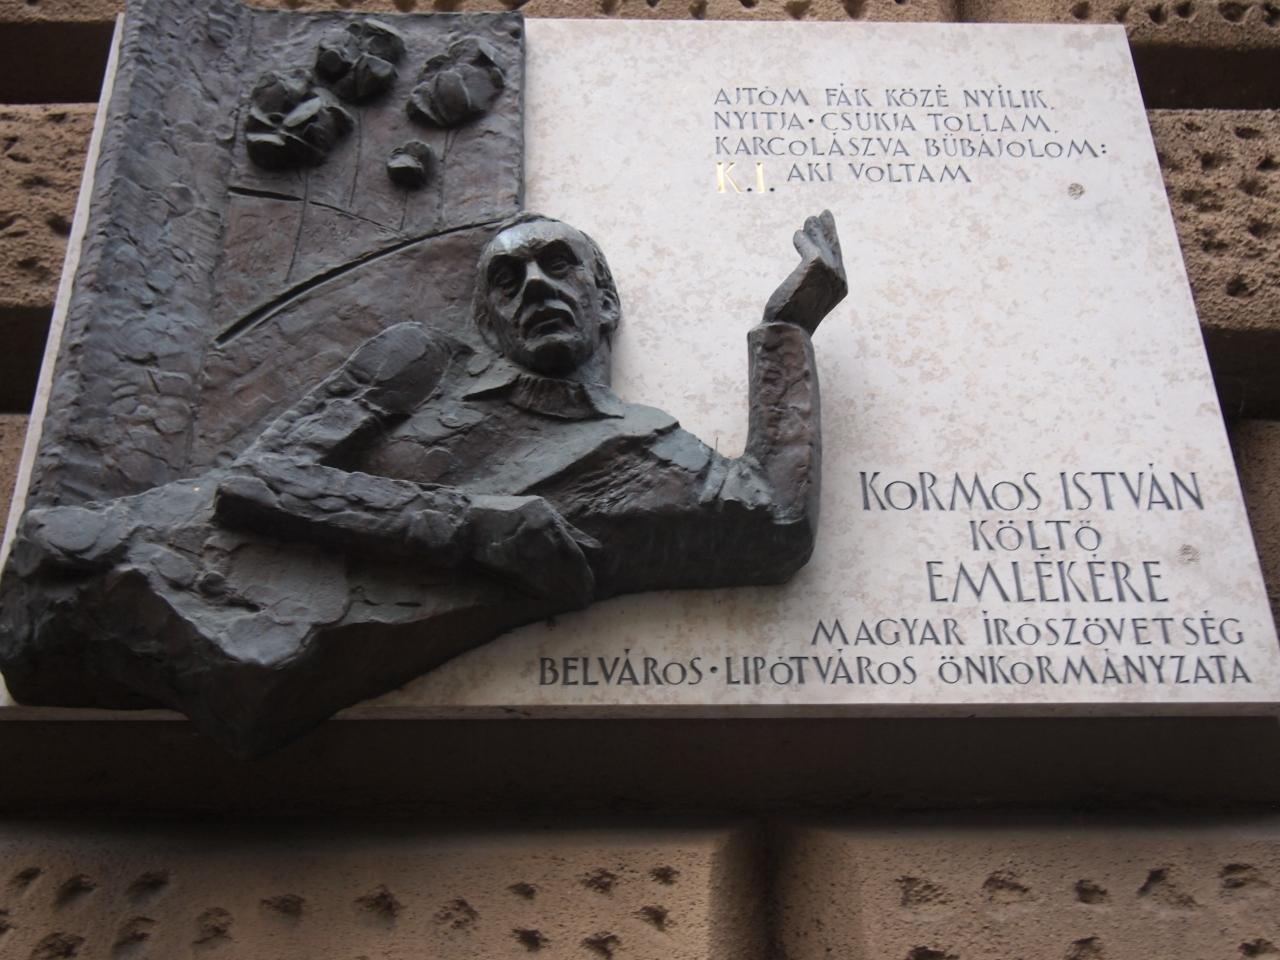 AJTÓM FÁK KÖZÉ NYÍLIK.
NYITJA · CSUKJA TOLLAM.
KARCOLÁSZVA BÜBÁJOLOM:
K.I. AKI VOLTAM.
KORMOS ISTVÁN
KÖLTŐ
EMLÉKÉRE
MAGYAR ÍRÓSZÖVETSÉG
BELVÁROS · LIPÓTVÁROS ÖNKORMÁNYZATA